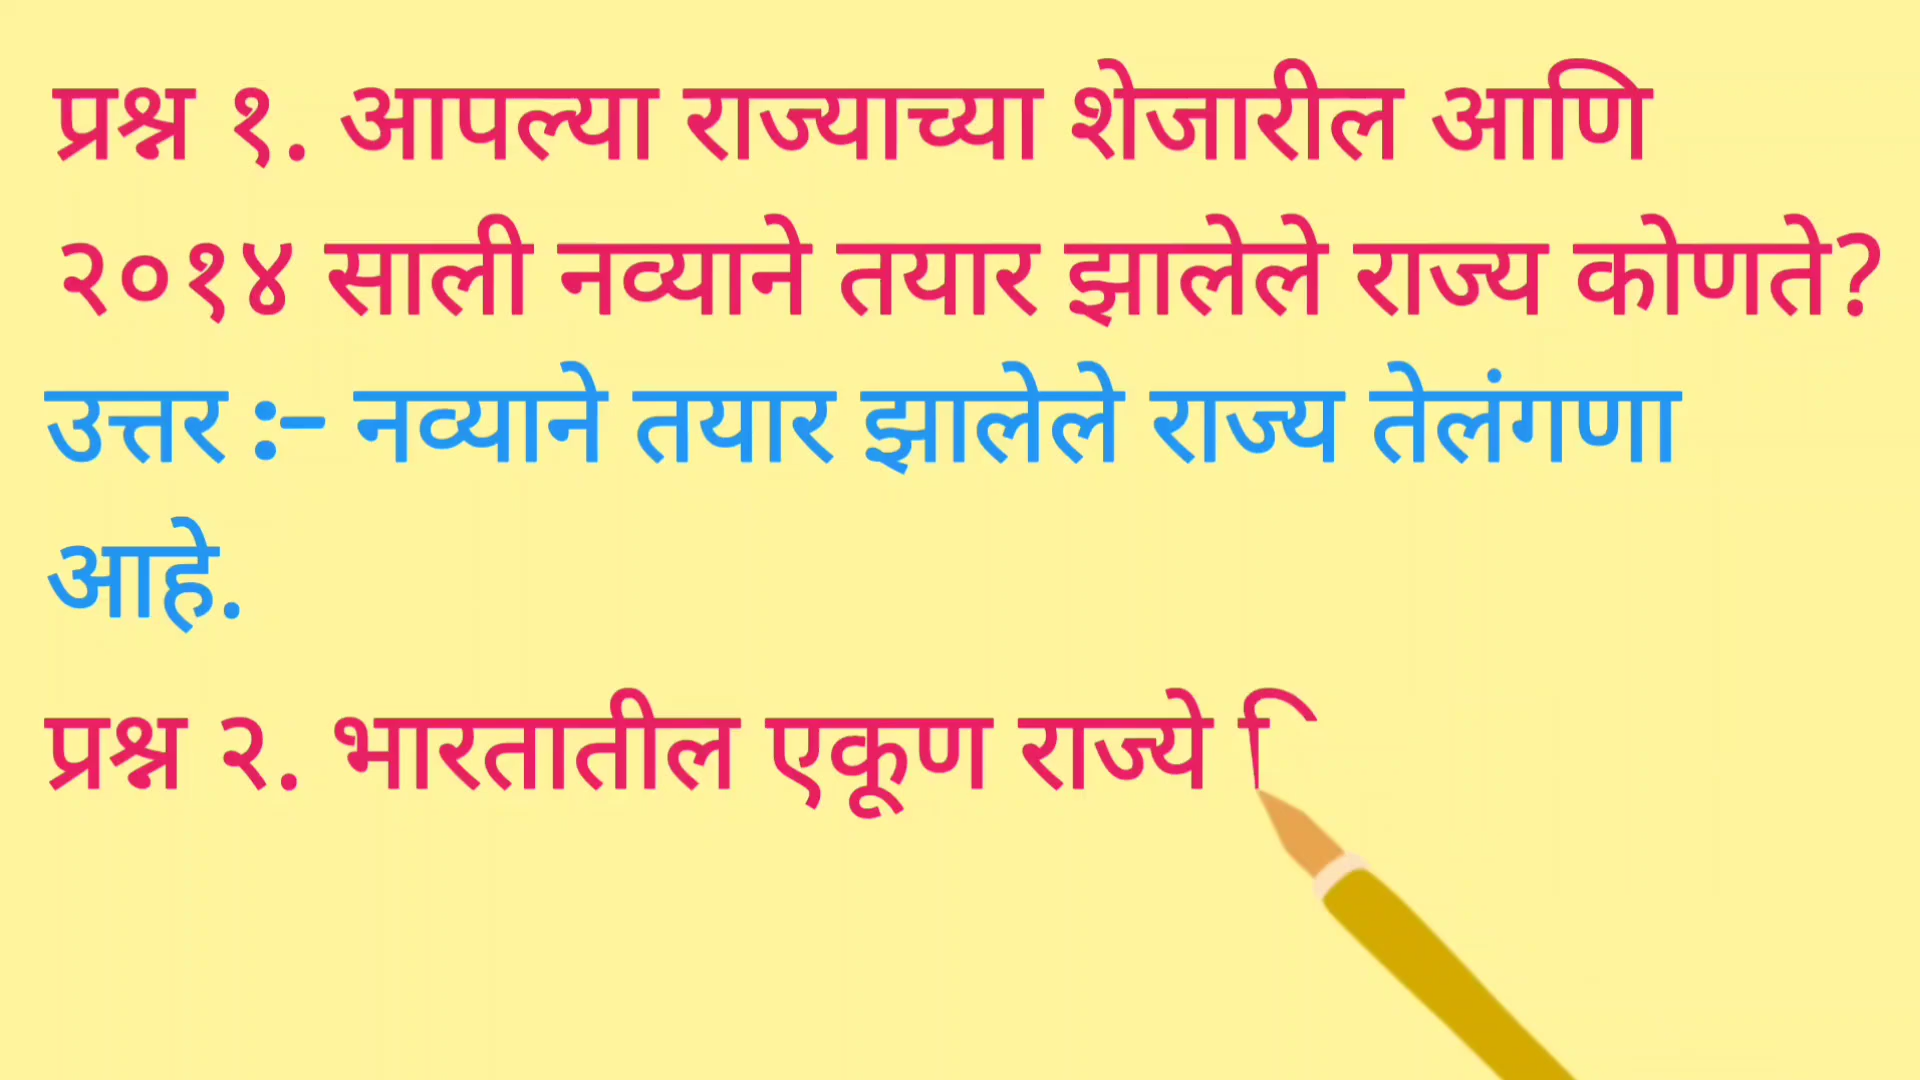 प्रश्न १. आपल्या राज्याच्या शेजारील आणि
२०१४ साली नव्याने तयार झालेले राज्य कोणते?
उत्तर :- नव्याने तयार झालेले राज्य तेलंगणा
आहे.
प्रश्न २. भारतातील एकूण राज्ये